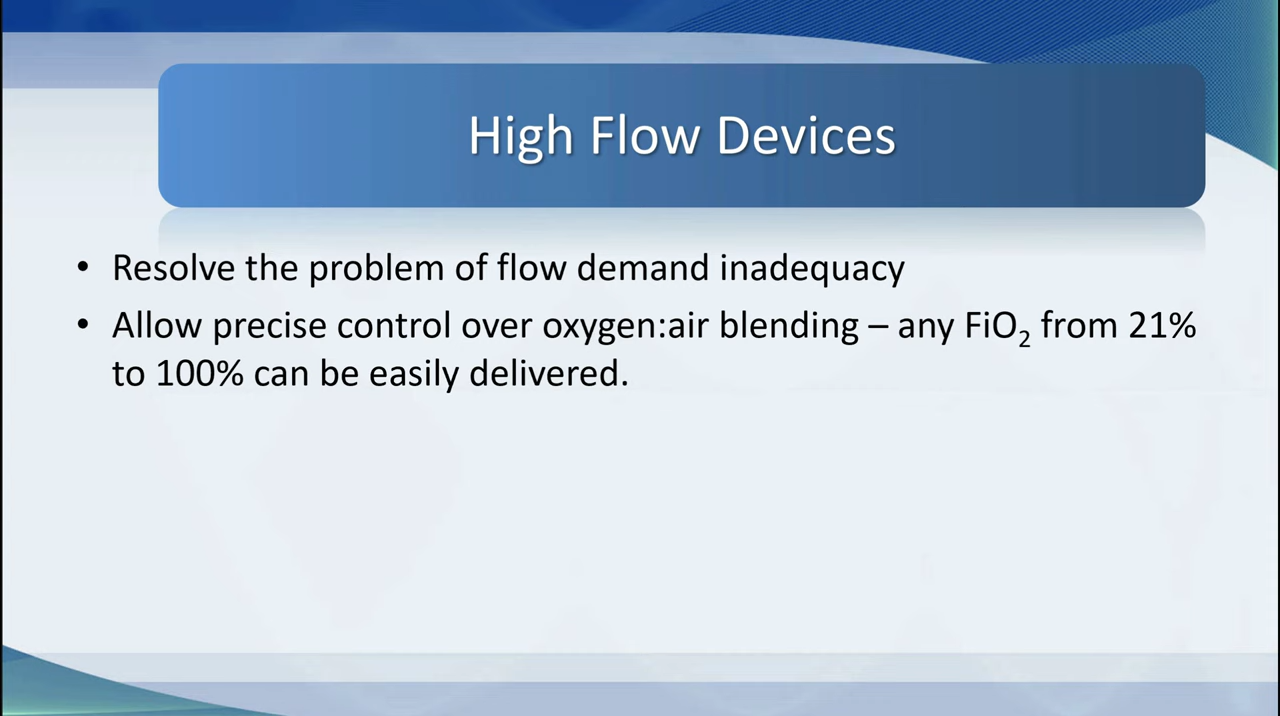 High Flow Devices
• Resolve the problem of flow demand inadequacy
• Allow precise control over oxygen:air blending – any FiO₂ from 21%
to 100% can be easily delivered.